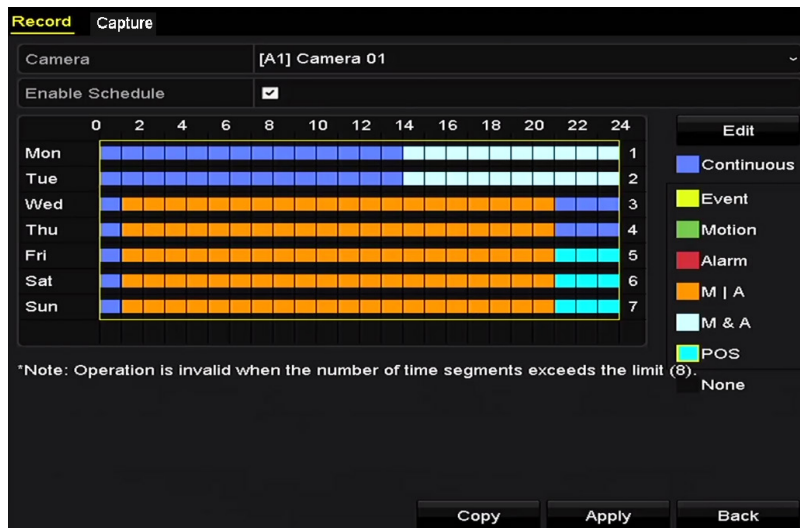 Record Capture
Camera [A1] Camera 01
Enable Schedule
0 2 4 6 8 10 12 14 16 18 20 22 24
Edit
Mon 1
Continuous
Tue 2
Event
Wed 3
Thu 4
Motion
Fri 5
Alarm
Sat 6
M | A
Sun 7
M & A
POS
*Note: Operation is invalid when the number of time segments exceeds the limit (8).
None
Copy Apply Back